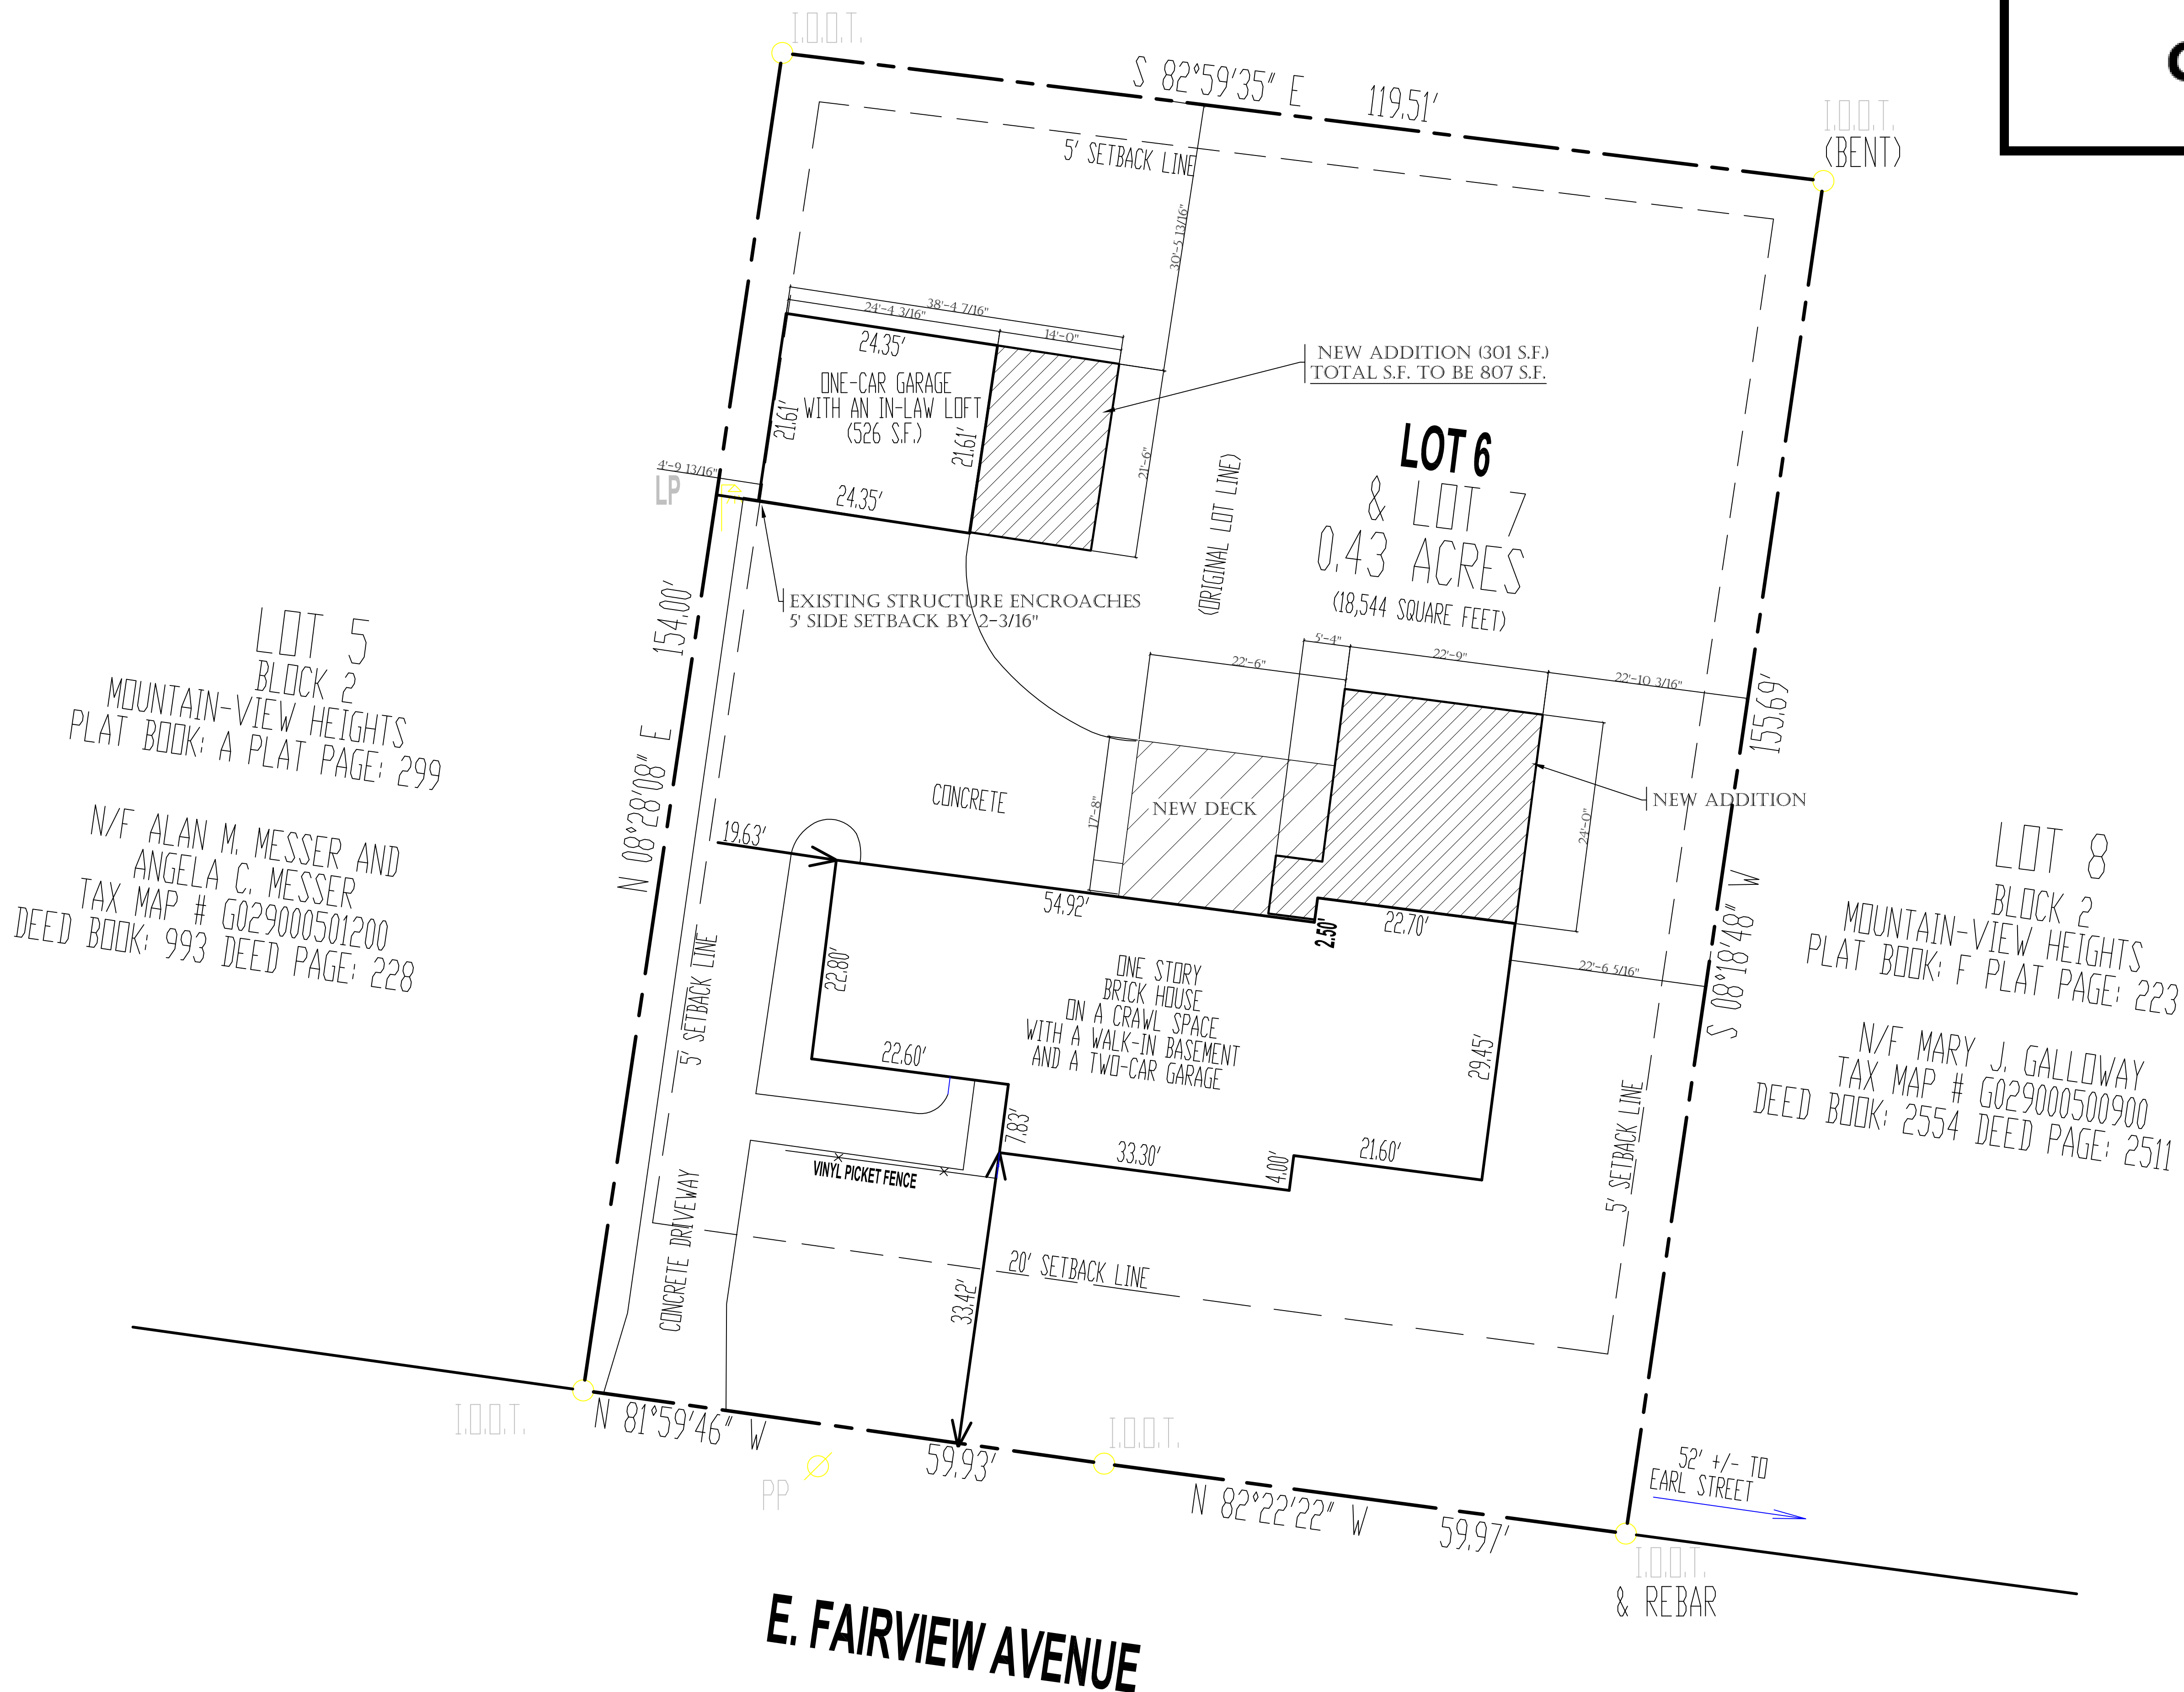 I.O.O.T.
S 82°59'35" E 119.51'
I.O.O.T.
(BENT)
5' SETBACK LINE
30'-5 13/16"
38'-4 7/16"
24'-4 3/16"
14'-0"
24.35'
ONE-CAR GARAGE
WITH AN IN-LAW LOFT
(526 S.F.)
21.61'
21.61'
24.35'
21'-6"
4'-9 13/16"
LP
NEW ADDITION (301 S.F.)
TOTAL S.F. TO BE 807 S.F.
LOT 6
& LOT 7
0.43 ACRES
(18,544 SQUARE FEET)
(ORIGINAL LOT LINE)
EXISTING STRUCTURE ENCROACHES
5' SIDE SETBACK BY 2-3/16"
N 08°28'08" E 154.00'
LOT 5
BLOCK 2
MOUNTAIN-VIEW HEIGHTS
PLAT BOOK: A PLAT PAGE: 299
N/F ALAN M. MESSER AND
ANGELA C. MESSER
TAX MAP # G029000501200
DEED BOOK: 993 DEED PAGE: 228
5'-4"
22'-6"
22'-9"
22'-10 3/16"
155.69'
S 08°18'48" W
NEW ADDITION
24'-0"
17'-8"
NEW DECK
CONCRETE
19.63'
54.92'
2.50'
22.70'
22'-6 5/16"
22.80'
ONE STORY
BRICK HOUSE
ON A CRAWL SPACE
WITH A WALK-IN BASEMENT
AND A TWO-CAR GARAGE
29.45'
22.60'
7.83'
33.30'
4.00'
21.60'
5' SETBACK LINE
5' SETBACK LINE
VINYL PICKET FENCE
CONCRETE DRIVEWAY
20' SETBACK LINE
33.42'
LOT 8
BLOCK 2
MOUNTAIN-VIEW HEIGHTS
PLAT BOOK: F PLAT PAGE: 223
N/F MARY J. GALLOWAY
TAX MAP # G029000500900
DEED BOOK: 2554 DEED PAGE: 2511
I.O.O.T.
N 81°59'46" W 59.93'
PP
I.O.O.T.
N 82°22'22" W 59.97'
52' +/- TO
EARL STREET
I.O.O.T.
& REBAR
E. FAIRVIEW AVENUE